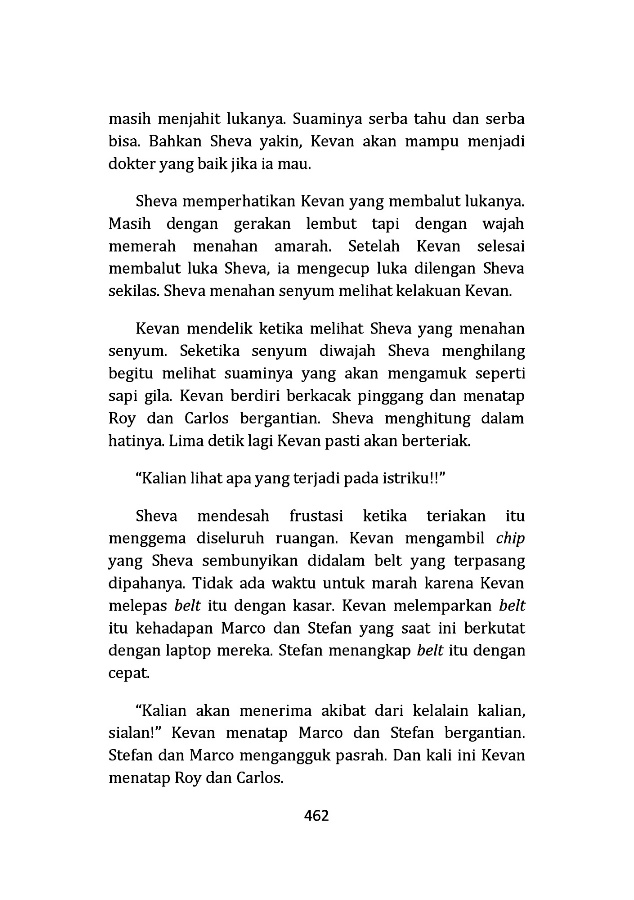 masih menjahit lukanya. Suaminya serba tahu dan serba
bisa. Bahkan Sheva yakin, Kevan akan mampu menjadi
dokter yang baik jika ia mau.
Sheva memperhatikan Kevan yang membalut lukanya.
Masih dengan gerakan lembut tapi dengan wajah
memerah menahan amarah. Setelah Kevan selesai
membalut luka Sheva, ia mengecup luka dilengan Sheva
sekilas. Sheva menahan senyum melihat kelakuan Kevan.
Kevan mendelik ketika melihat Sheva yang menahan
senyum. Seketika senyum diwajah Sheva menghilang
begitu melihat suaminya yang akan mengamuk seperti
sapi gila. Kevan berdiri berkacak pinggang dan menatap
Roy dan Carlos bergantian. Sheva menghitung dalam
hatinya. Lima detik lagi Kevan pasti akan berteriak.
“Kalian lihat apa yang terjadi pada istriku!!”
Sheva mendesah frustasi ketika teriakan itu
menggema diseluruh ruangan. Kevan mengambil chip
yang Sheva sembunyikan didalam belt yang terpasang
dipahanya. Tidak ada waktu untuk marah karena Kevan
melepas belt itu dengan kasar. Kevan melemparkan belt
itu kehadapan Marco dan Stefan yang saat ini berkutat
dengan laptop mereka. Stefan menangkap belt itu dengan
cepat.
“Kalian akan menerima akibat dari kelalain kalian,
sialan!” Kevan menatap Marco dan Stefan bergantian.
Stefan dan Marco mengangguk pasrah. Dan kali ini Kevan
menatap Roy dan Carlos.
462